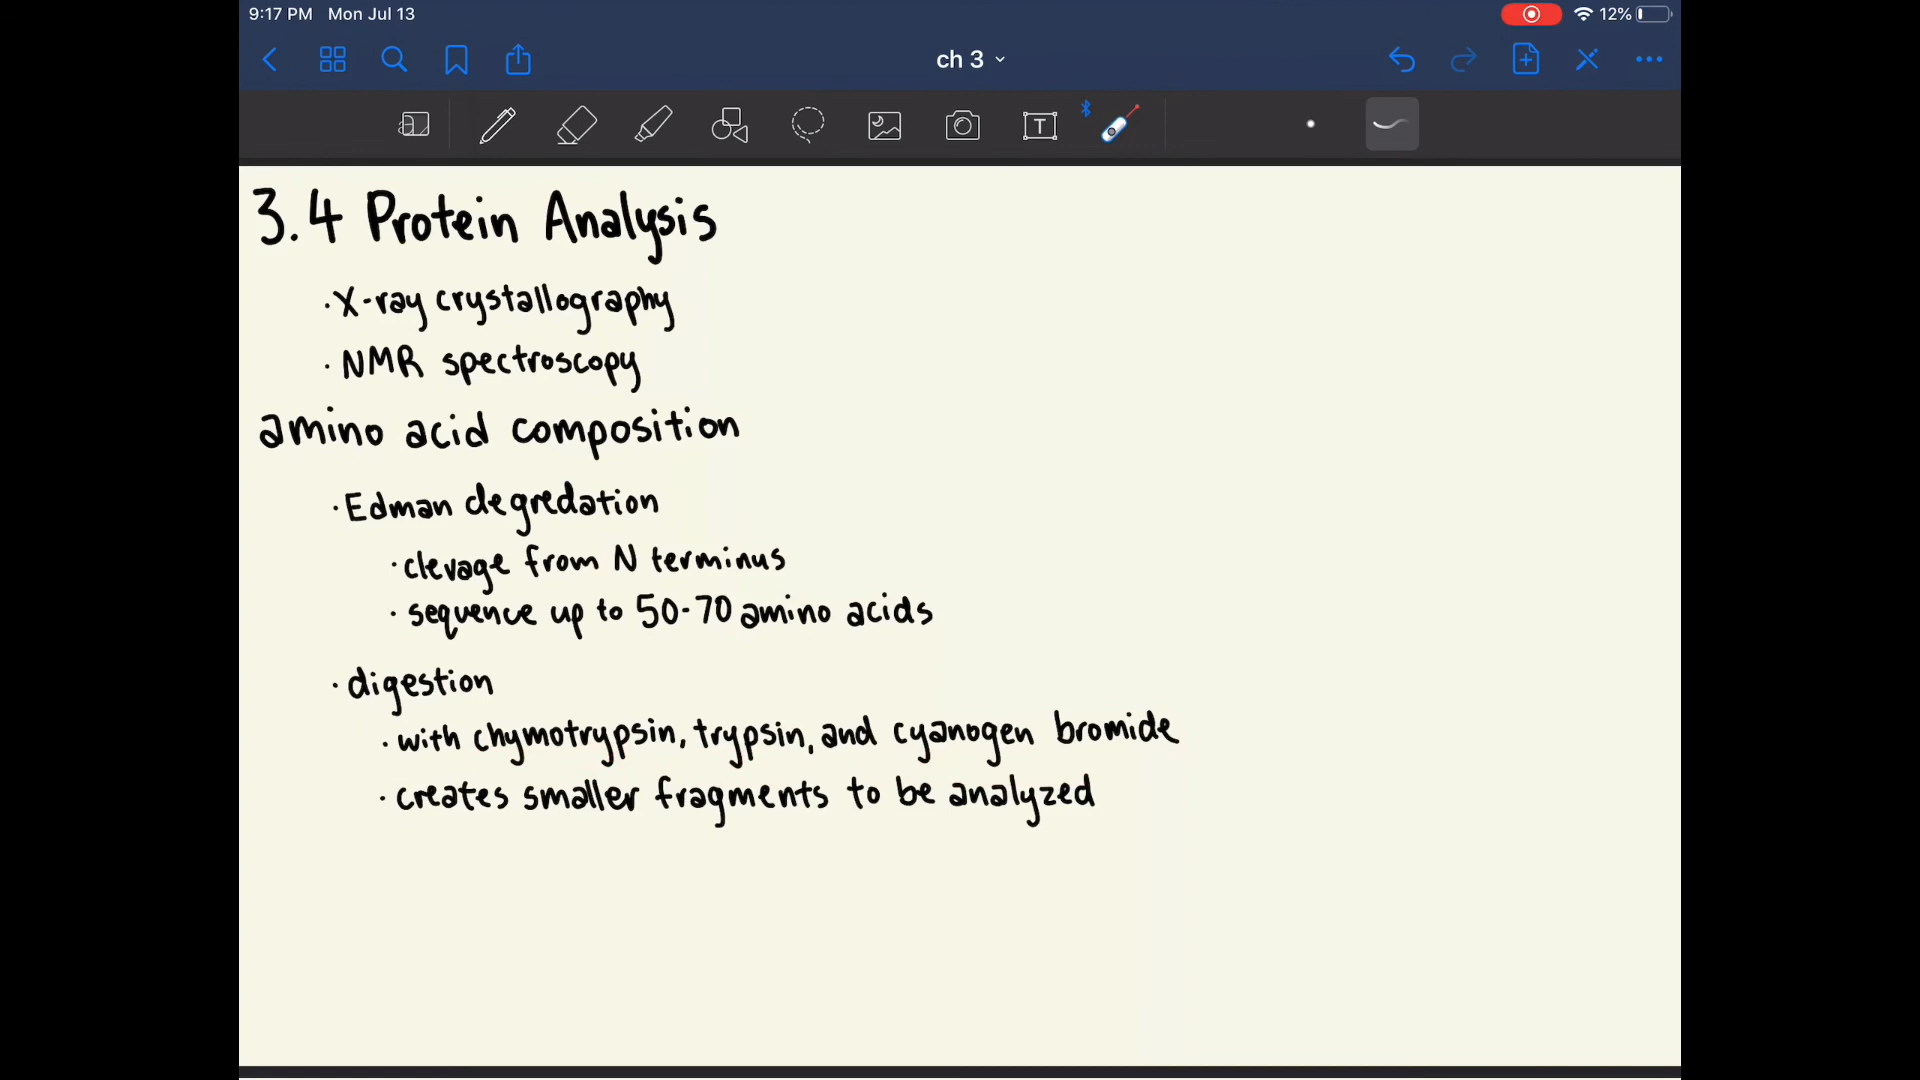 9:17 PM Mon Jul 13
12%
ch 3
a
T
3.4 Protein Analysis
· X-ray crystallography
· NMR spectroscopy
amino acid composition
· Edman degredation
· clevage from N terminus
· sequence up to 50-70 amino acids
· digestion
· with chymotrypsin, trypsin, and cyanogen bromide
· creates smaller fragments to be analyzed